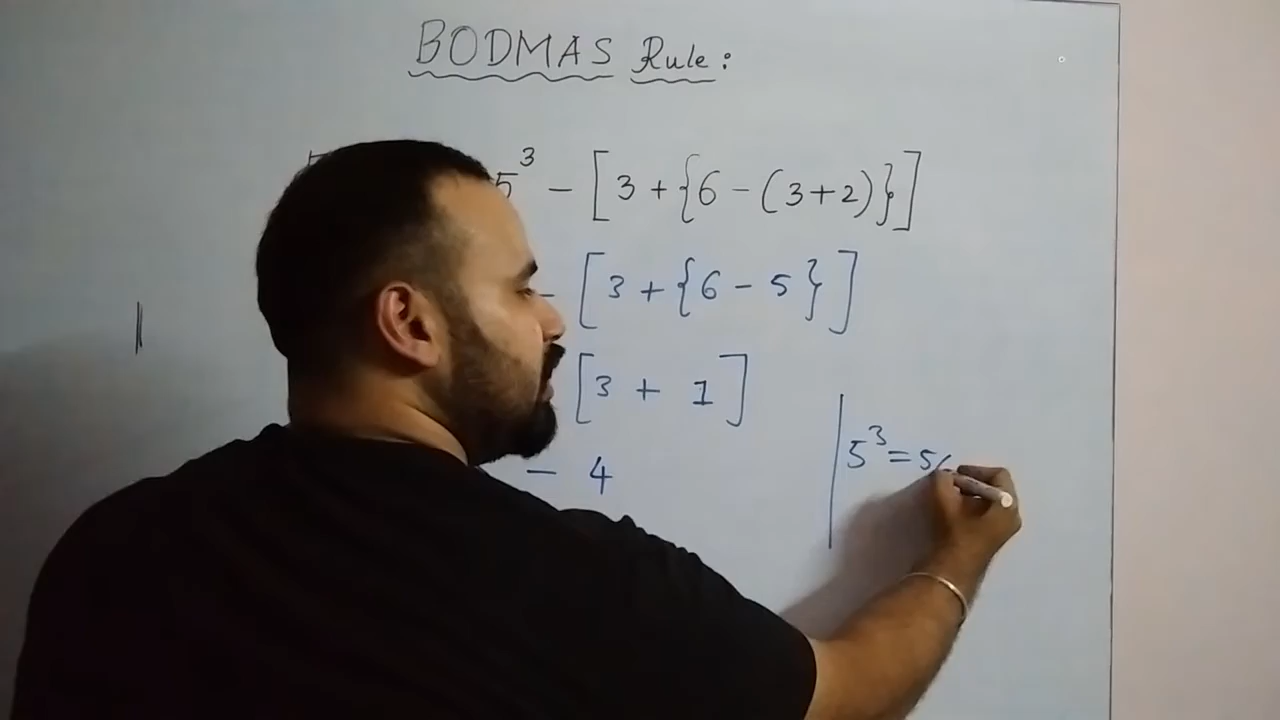 BODMAS Rule:
5³ - [3 + {6 - (3+2)}]
- [3 + {6 - 5}]
[3 + 1]
- 4
5³ = 5